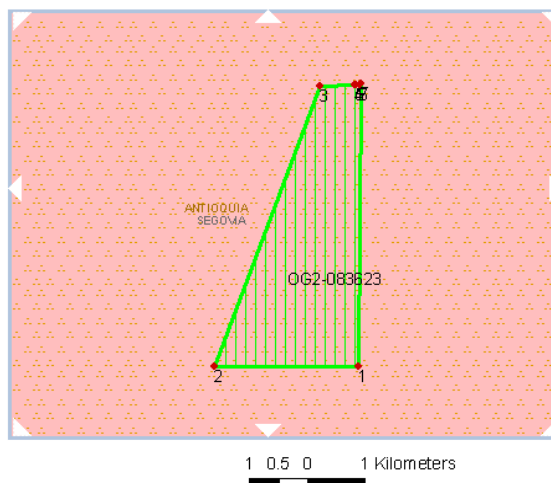 3
ANTIOQUIA
SEGOVIA
OG2-083623
2
1
1 0.5 0 1 Kilometers